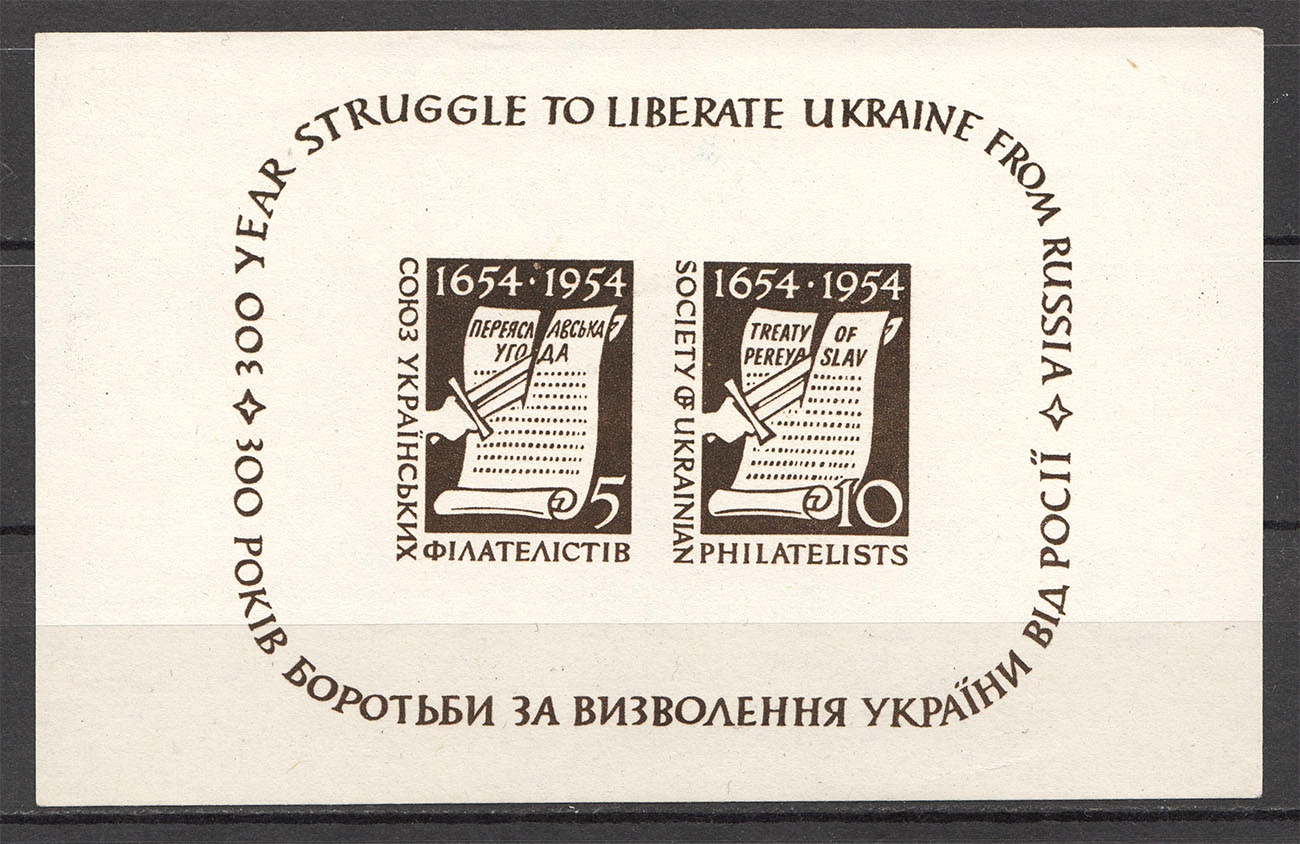 300 YEAR STRUGGLE TO LIBERATE UKRAINE FROM RUSSIA
СОЮЗ УКРАЇНСЬКИХ
1654·1954
ПЕРЕЯСЛАВСЬКА
УГОДА
5
ФІЛАТЕЛІСТІВ
SOCIETY OF UKRAINIAN
1654·1954
TREATY OF
PEREYASLAV
10
PHILATELISTS
300 РОКІВ БОРОТЬБИ ЗА ВИЗВОЛЕННЯ УКРАЇНИ ВІД РОСІЇ